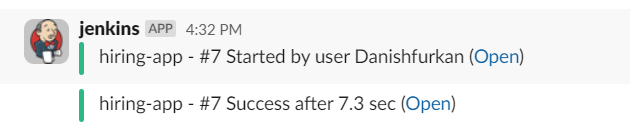 jenkins APP 4:32 PM
hiring-app - #7 Started by user Danishfurkan (Open)
hiring-app - #7 Success after 7.3 sec (Open)